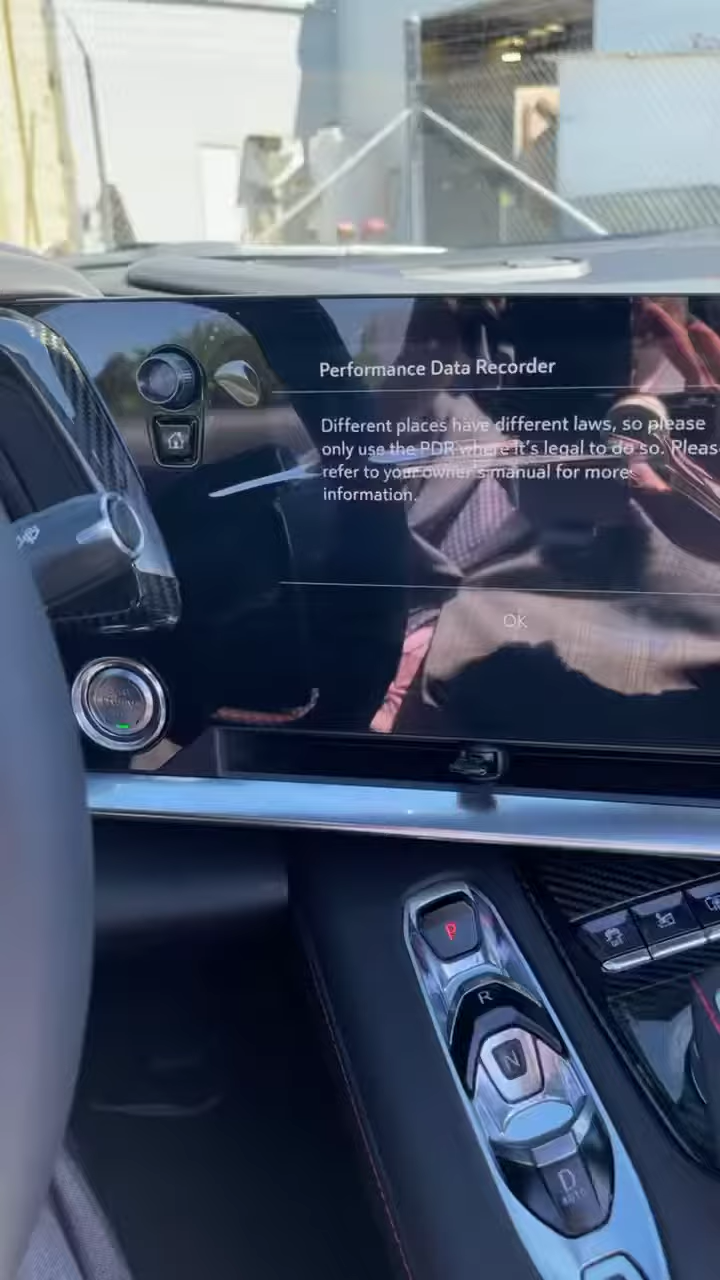 Performance Data Recorder
Different places have different laws, so please
only use the PDR where it's legal to do so. Pleas
refer to your owner's manual for more
information.
OK
P
R
N
D